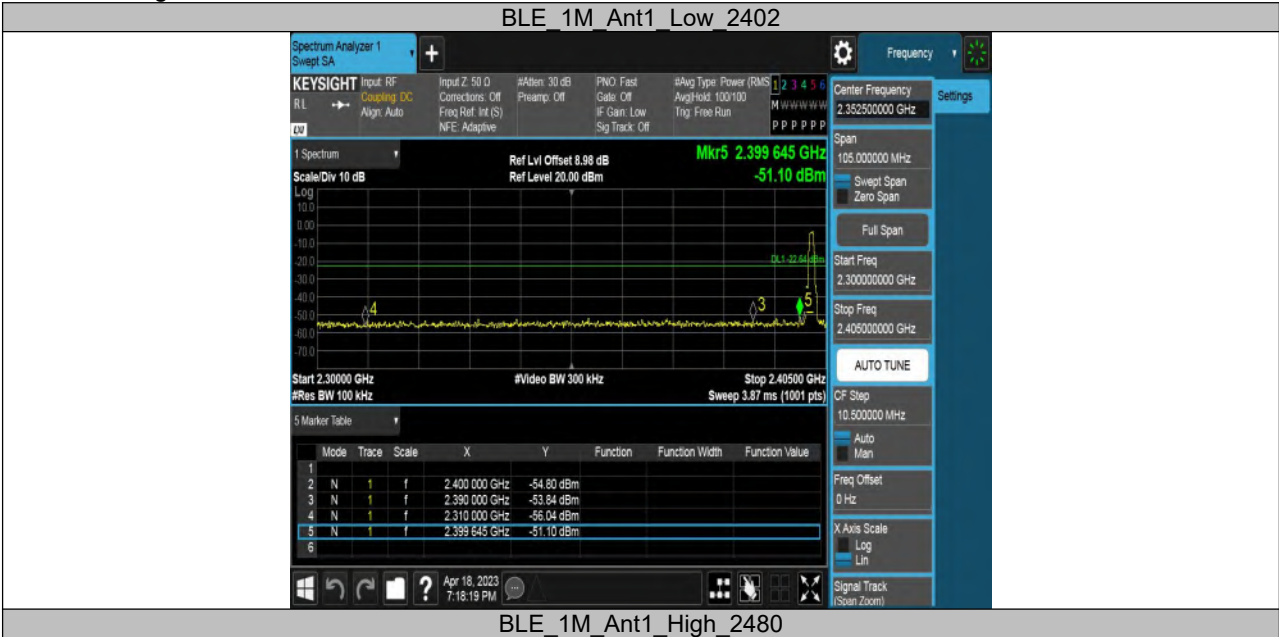 BLE_1M_Ant1_Low_2402
Spectrum Analyzer 1
Swept SA
+
Frequency
KEYSIGHT
RL
LXI
Input: RF
Coupling: DC
Align: Auto
Input Z: 50 Ω
Corrections: Off
Freq Ref: Int (S)
NFE: Adaptive
#Atten: 30 dB
Preamp: Off
PNO: Fast
Gate: Off
IF Gain: Low
Sig Track: Off
#Avg Type: Power (RMS
Avg|Hold: 100/100
Trig: Free Run
1 2 3 4 5 6
M W W W W W
P P P P P P
Center Frequency
2.352500000 GHz
Settings
Span
105.000000 MHz
Swept Span
Zero Span
Full Span
Start Freq
2.300000000 GHz
Stop Freq
2.405000000 GHz
AUTO TUNE
CF Step
10.500000 MHz
Auto
Man
Freq Offset
0 Hz
X Axis Scale
Log
Lin
Signal Track
(Span Zoom)
1 Spectrum
Scale/Div 10 dB
Ref Lvl Offset 8.98 dB
Ref Level 20.00 dBm
Mkr5 2.399 645 GHz
-51.10 dBm
Log
10.0
0.00
-10.0
-20.0
-30.0
-40.0
-50.0
-60.0
-70.0
DL1 -22.64 dBm
4
3
5
Start 2.30000 GHz
#Video BW 300 kHz
Stop 2.40500 GHz
#Res BW 100 kHz
Sweep 3.87 ms (1001 pts)
5 Marker Table
Mode Trace Scale X Y Function Function Width Function Value
1
2 N 1 f 2.400 000 GHz -54.80 dBm
3 N 1 f 2.390 000 GHz -53.84 dBm
4 N 1 f 2.310 000 GHz -56.04 dBm
5 N 1 f 2.399 645 GHz -51.10 dBm
6
?
Apr 18, 2023
7:18:19 PM
BLE_1M_Ant1_High_2480